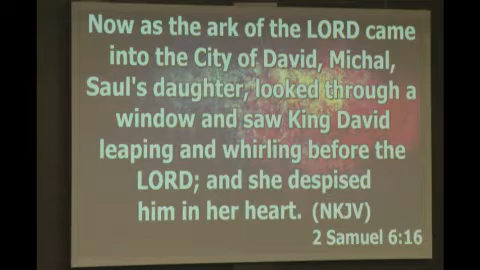 Now as the ark of the LORD came
into the City of David, Michal,
Saul's daughter, looked through a
window and saw King David
leaping and whirling before the
LORD; and she despised
him in her heart. (NKJV)
2 Samuel 6:16